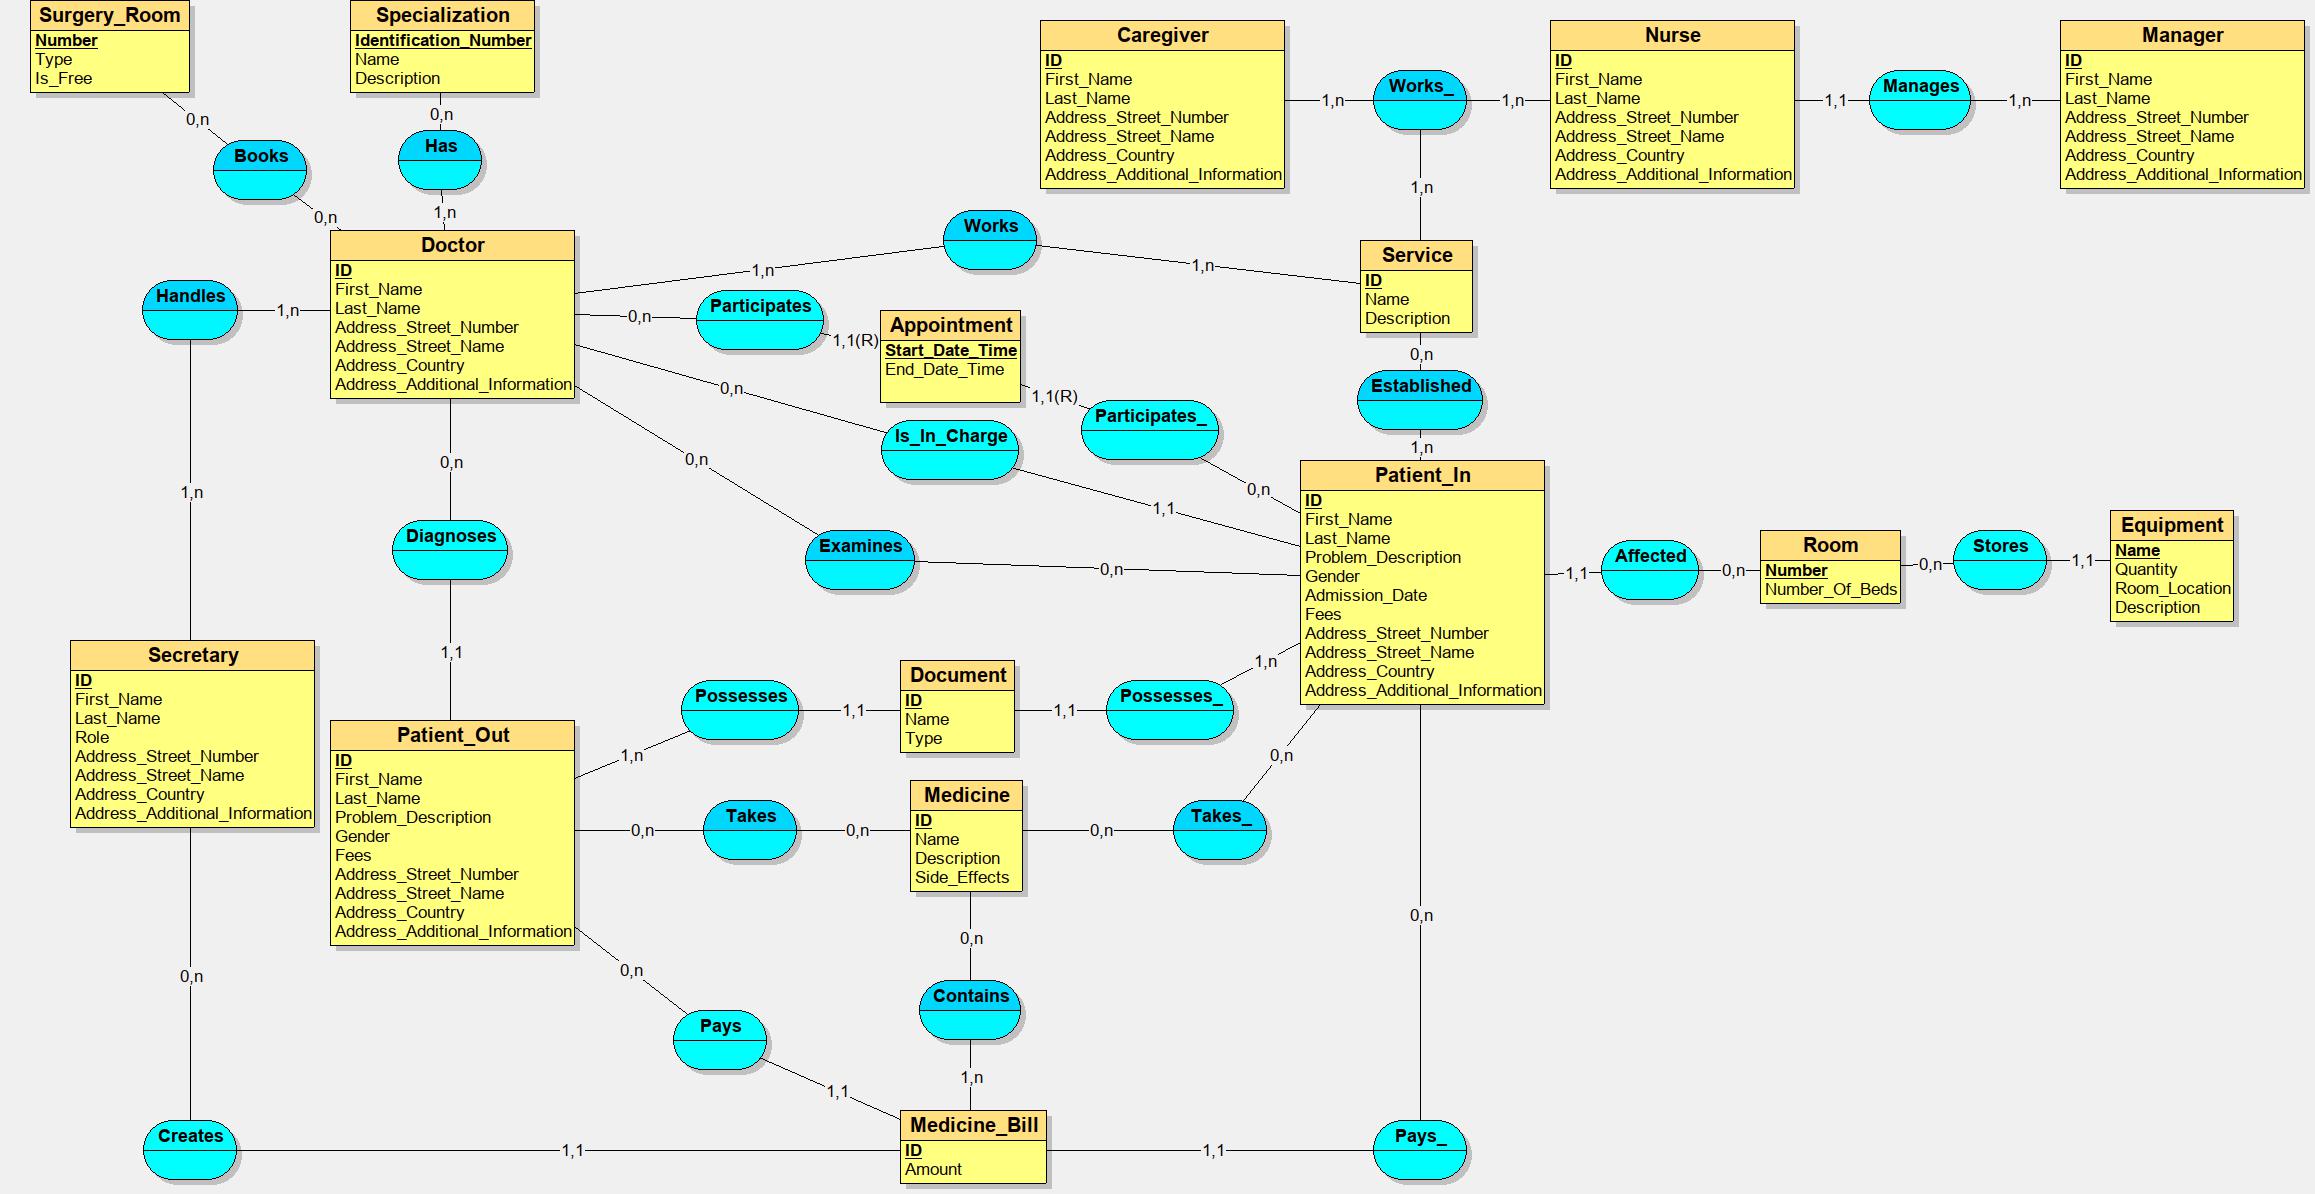 Surgery_Room
Number
Type
Is_Free
Specialization
Identification_Number
Name
Description
Caregiver
ID
First_Name
Last_Name
Address_Street_Number
Address_Street_Name
Address_Country
Address_Additional_Information
1,n
Works_
1,n
Nurse
ID
First_Name
Last_Name
Address_Street_Number
Address_Street_Name
Address_Country
Address_Additional_Information
1,1
Manages
1,n
Manager
ID
First_Name
Last_Name
Address_Street_Number
Address_Street_Name
Address_Country
Address_Additional_Information
0,n
Books
0,n
0,n
Has
1,n
1,n
Doctor
ID
First_Name
Last_Name
Address_Street_Number
Address_Street_Name
Address_Country
Address_Additional_Information
Handles
1,n
1,n
1,n
Works
1,n
Service
ID
Name
Description
0,n
Participates
1,1(R)
Appointment
Start_Date_Time
End_Date_Time
1,1(R)
Participates_
0,n
0,n
Is_In_Charge
1,1
0,n
Established
1,n
0,n
Examines
0,n
0,n
Diagnoses
1,1
Patient_In
ID
First_Name
Last_Name
Problem_Description
Gender
Admission_Date
Fees
Address_Street_Number
Address_Street_Name
Address_Country
Address_Additional_Information
1,1
Affected
0,n
Room
Number
Number_Of_Beds
0,n
Stores
1,1
Equipment
Name
Quantity
Room_Location
Description
Secretary
ID
First_Name
Last_Name
Role
Address_Street_Number
Address_Street_Name
Address_Country
Address_Additional_Information
Patient_Out
ID
First_Name
Last_Name
Problem_Description
Gender
Fees
Address_Street_Number
Address_Street_Name
Address_Country
Address_Additional_Information
1,n
Possesses
1,1
Document
ID
Name
Type
1,1
Possesses_
1,n
0,n
Takes
0,n
Medicine
ID
Name
Description
Side_Effects
0,n
Takes_
0,n
0,n
0,n
Pays
1,1
0,n
Contains
1,n
0,n
Creates
1,1
Medicine_Bill
ID
Amount
1,1
Pays_